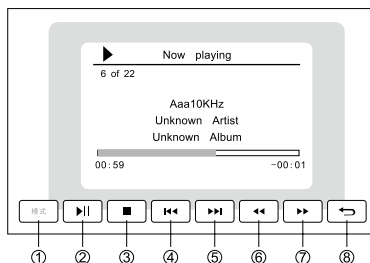 Now playing
6 of 22
Aaa10KHz
Unknown Artist
Unknown Album
00:59 -00:01
模式
① ② ③ ④ ⑤ ⑥ ⑦ ⑧